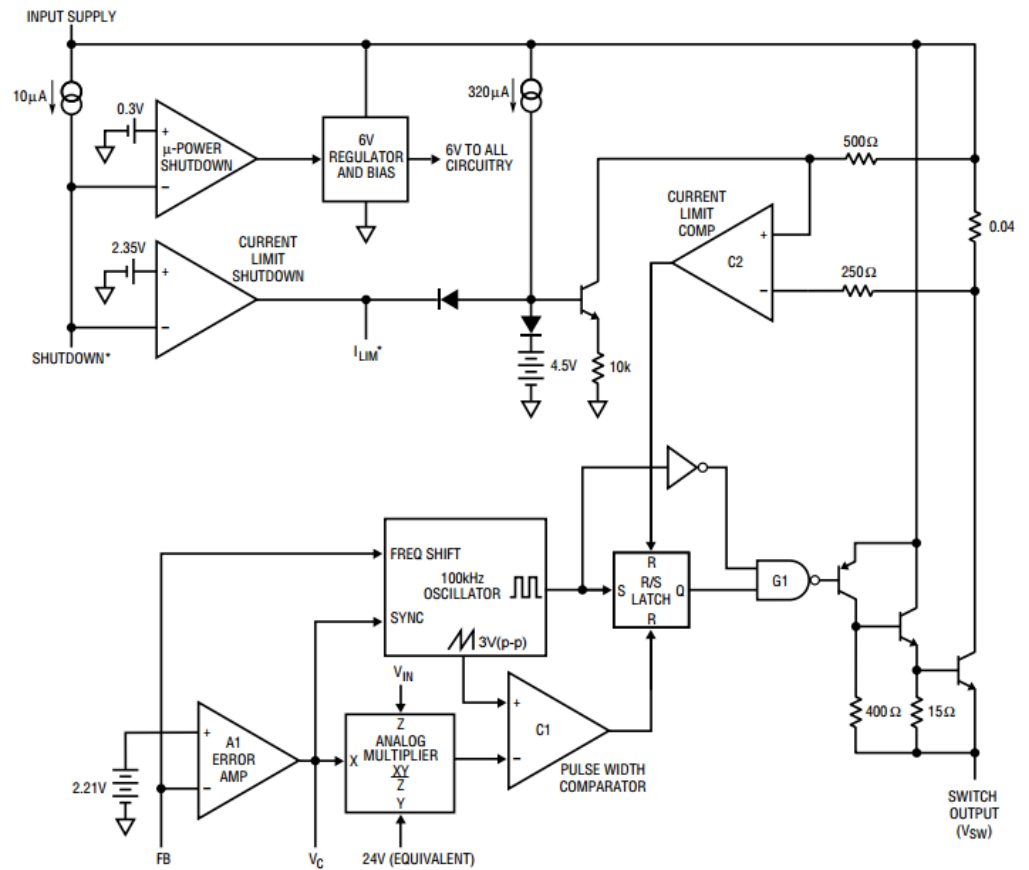 INPUT SUPPLY
10µA
0.3V
+
µ-POWER
SHUTDOWN
−
6V
REGULATOR
AND BIAS
6V TO ALL
CIRCUITRY
320µA
500Ω
0.04
CURRENT
LIMIT
COMP
+
C2
−
250Ω
2.35V
+
−
CURRENT
LIMIT
SHUTDOWN
SHUTDOWN*
ILIM*
4.5V
10k
FREQ SHIFT
100kHz
OSCILLATOR
SYNC
3V(p-p)
R
S
R/S
LATCH
Q
R
G1
VIN
Z
ANALOG
MULTIPLIER
XY
Z
X
Y
+
C1
−
PULSE WIDTH
COMPARATOR
400Ω
15Ω
2.21V
+
A1
ERROR
AMP
−
FB
VC
24V (EQUIVALENT)
SWITCH
OUTPUT
(VSW)